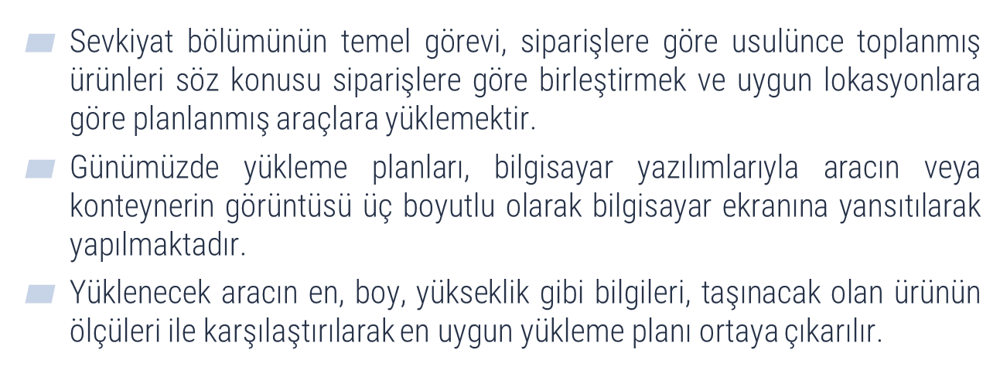 Sevkiyat bölümünün temel görevi, siparişlere göre usulünce toplanmış
ürünleri söz konusu siparişlere göre birleştirmek ve uygun lokasyonlara
göre planlanmış araçlara yüklemektir.
Günümüzde yükleme planları, bilgisayar yazılımlarıyla aracın veya
konteynerin görüntüsü üç boyutlu olarak bilgisayar ekranına yansıtılarak
yapılmaktadır.
Yüklenecek aracın en, boy, yükseklik gibi bilgileri, taşınacak olan ürünün
ölçüleri ile karşılaştırılarak en uygun yükleme planı ortaya çıkarılır.